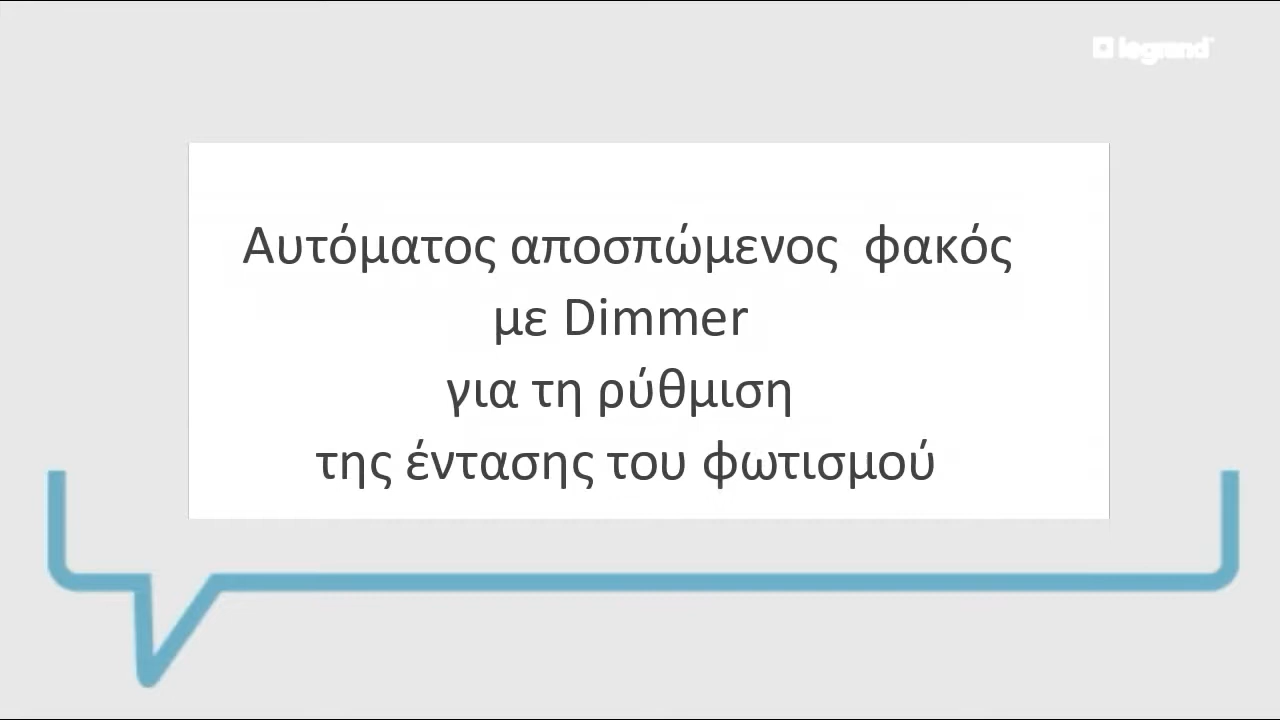 legrand
Αυτόματος αποσπώμενος φακός
με Dimmer
για τη ρύθμιση
της έντασης του φωτισμού